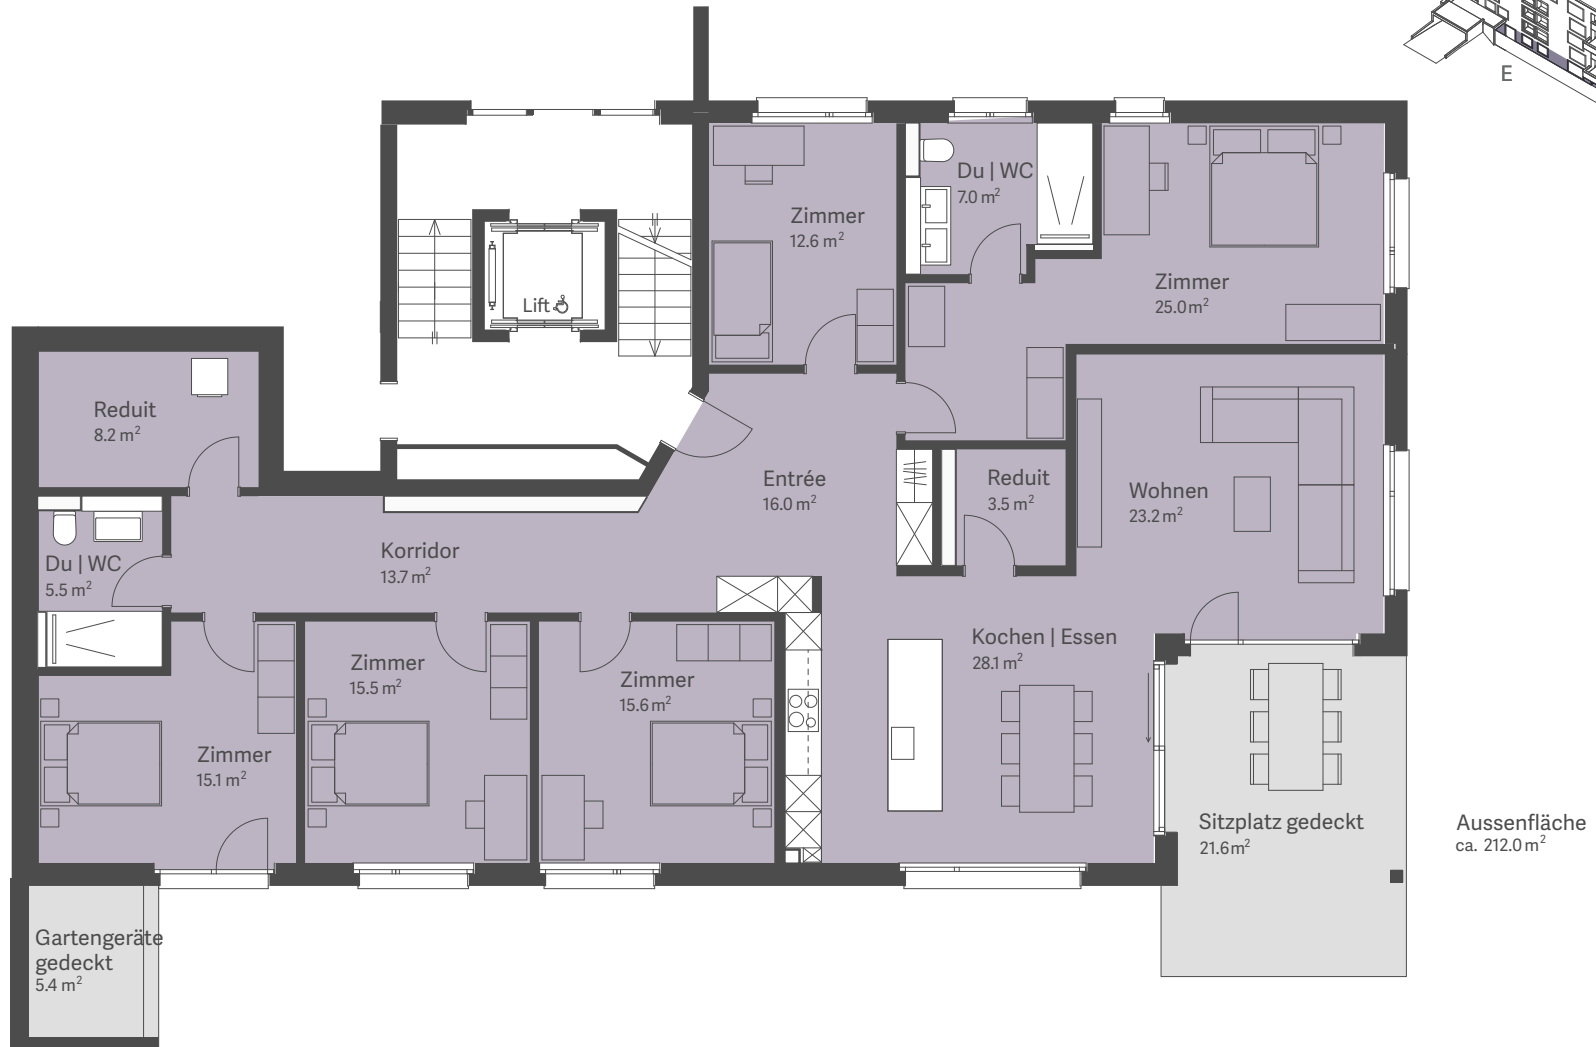 E
Du | WC
7.0 m²
Zimmer
12.6 m²
Zimmer
25.0 m²
Lift
Reduit
8.2 m²
Entrée
16.0 m²
Reduit
3.5 m²
Wohnen
23.2 m²
Korridor
13.7 m²
Du | WC
5.5 m²
Kochen | Essen
28.1 m²
Zimmer
15.5 m²
Zimmer
15.6 m²
Zimmer
15.1 m²
Sitzplatz gedeckt
21.6 m²
Aussenfläche
ca. 212.0 m²
Gartengeräte
gedeckt
5.4 m²